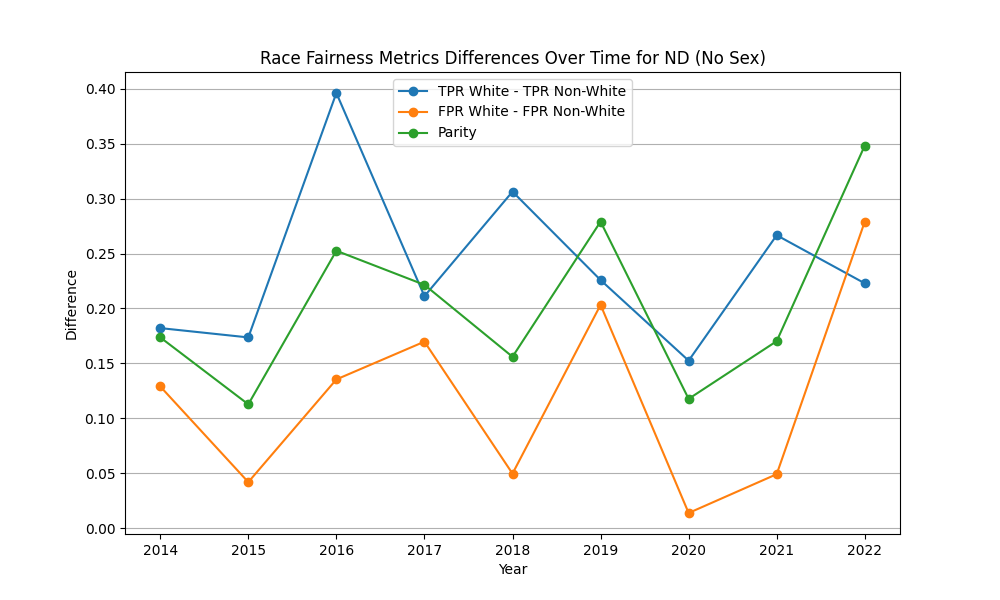 Race Fairness Metrics Differences Over Time for ND (No Sex)
TPR White - TPR Non-White
FPR White - FPR Non-White
Parity
Difference
0.40
0.35
0.30
0.25
0.20
0.15
0.10
0.05
0.00
2014 2015 2016 2017 2018 2019 2020 2021 2022
Year